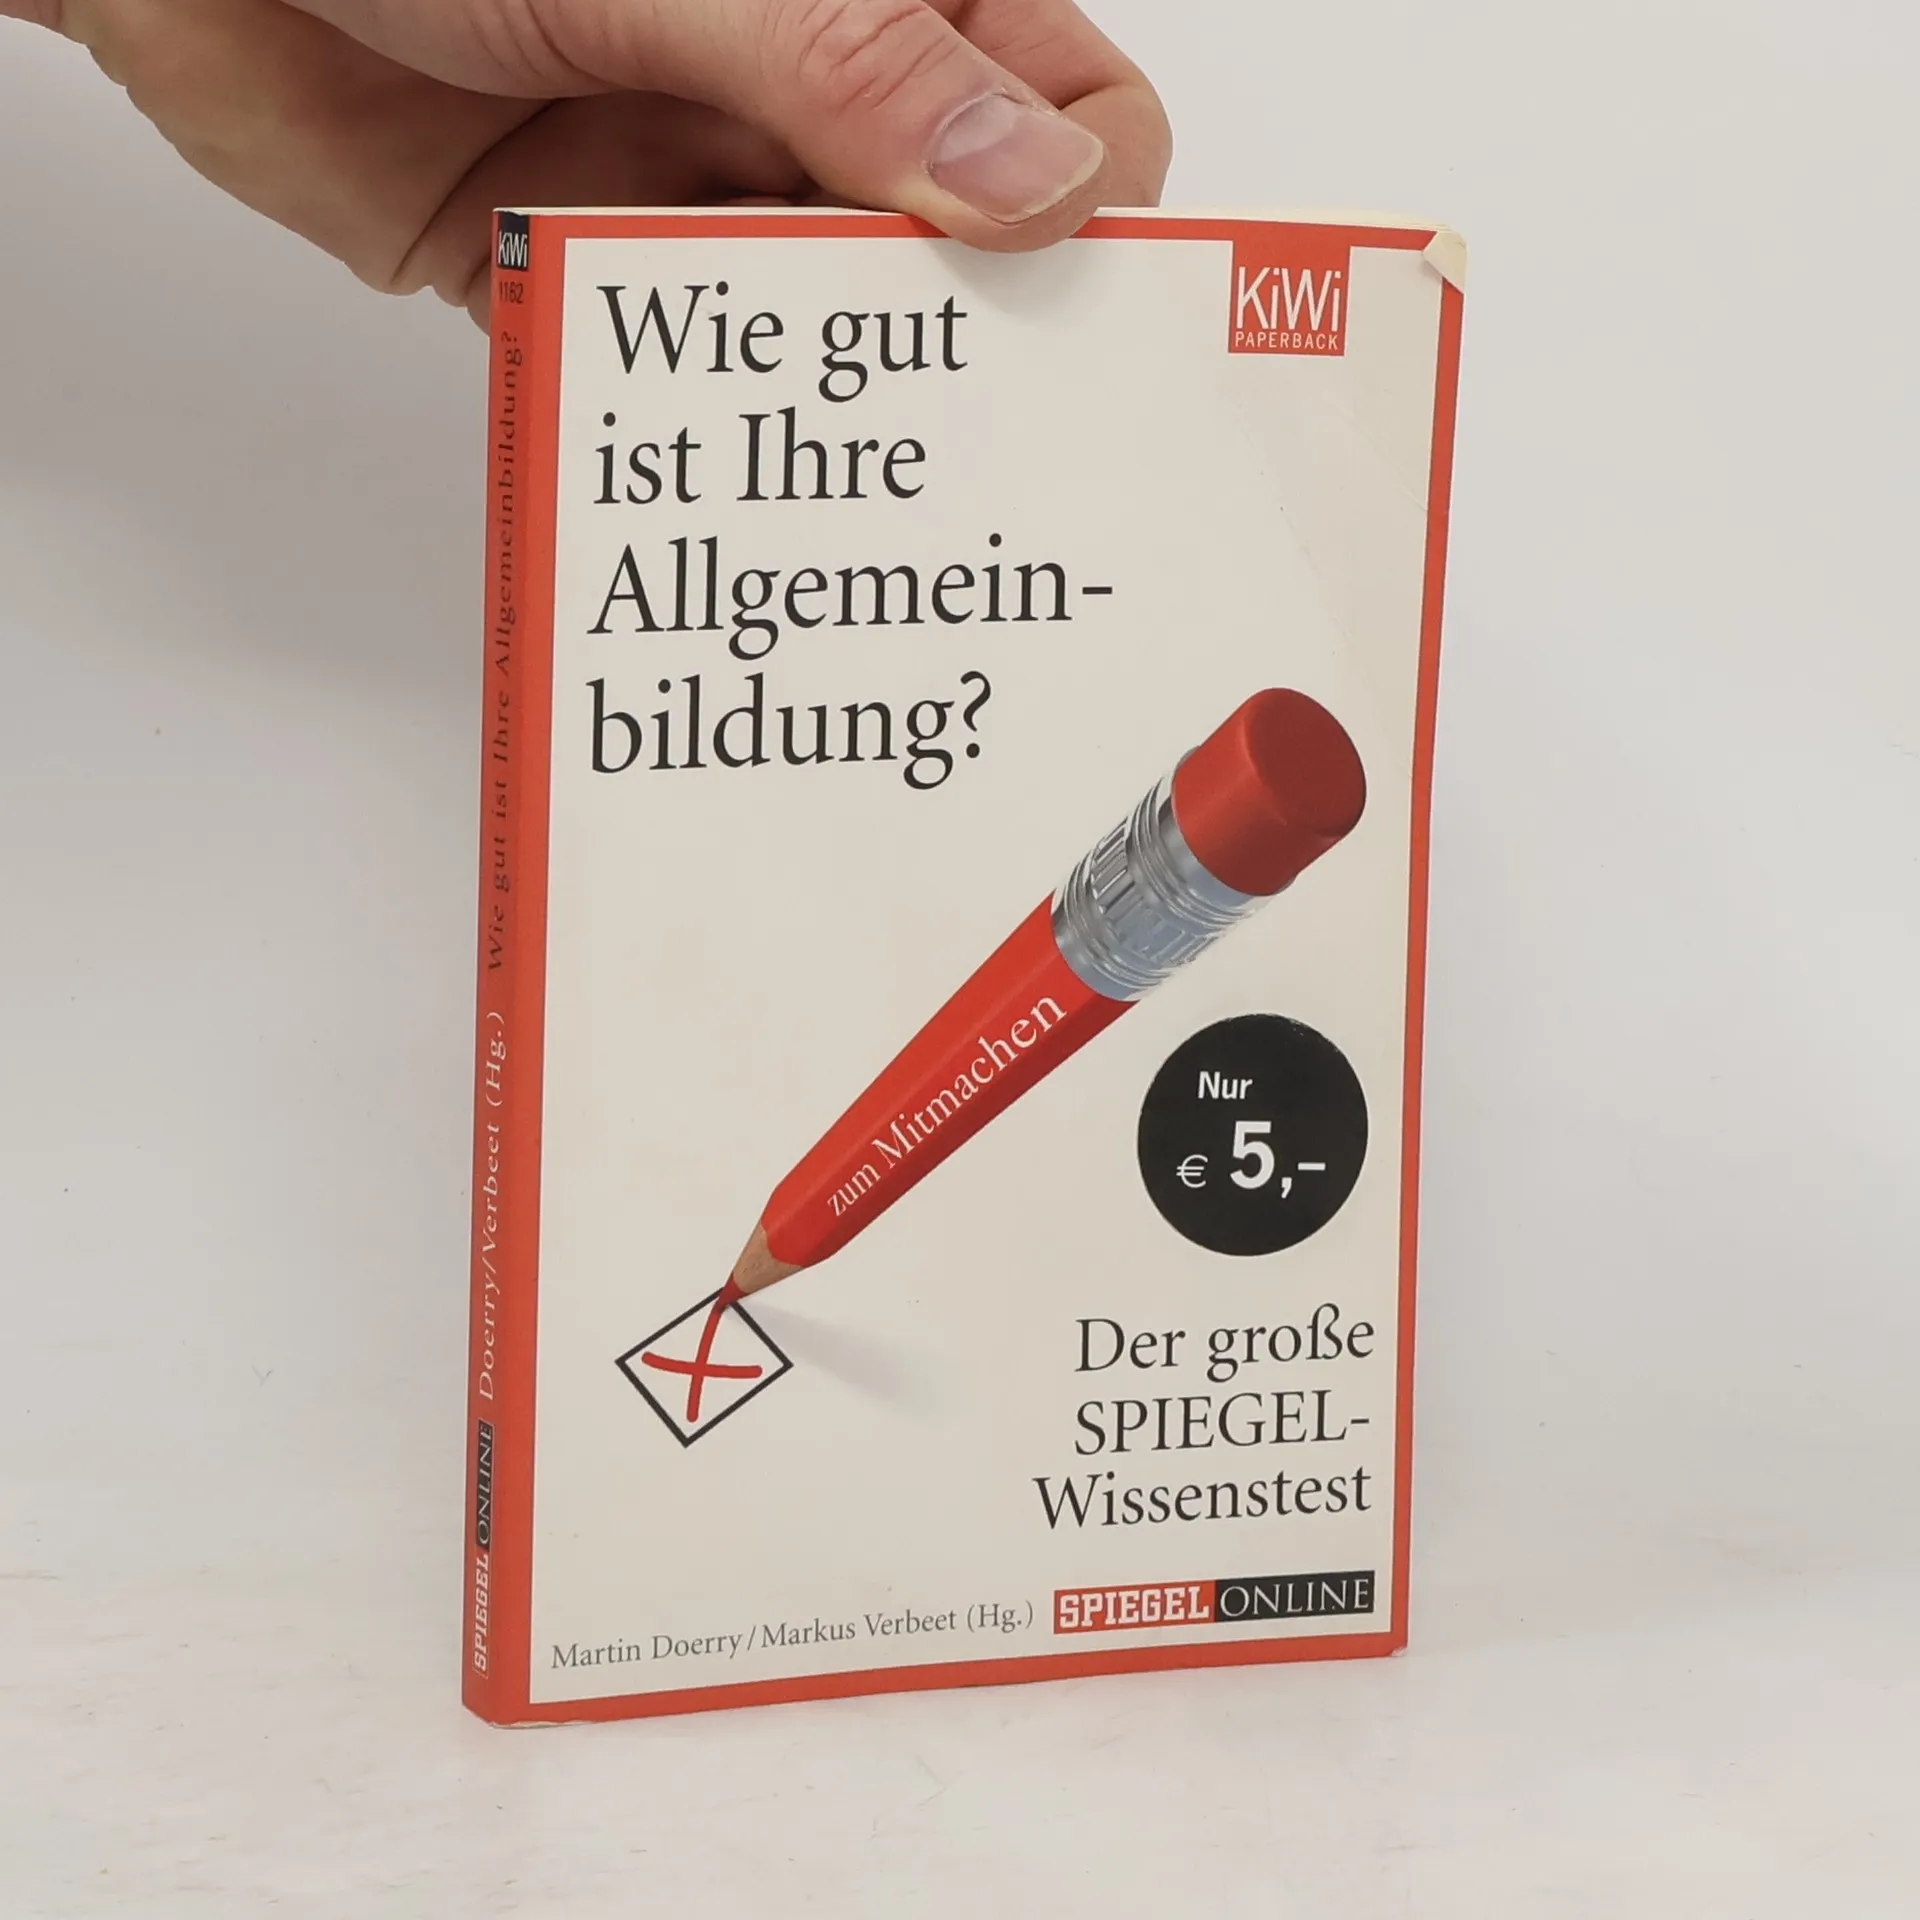 Wie gut
ist Ihre
Allgemein-
bildung?
KiWi
PAPERBACK
zum Mitmachen
Nur
€ 5,–
Der große
SPIEGEL-
Wissenstest
Martin Doerry/Markus Verbeet (Hg.)
SPIEGEL ONLINE
KiWi
1162
Doerry/Verbeet (Hg.) Wie gut ist Ihre Allgemeinbildung?
SPIEGEL ONLINE